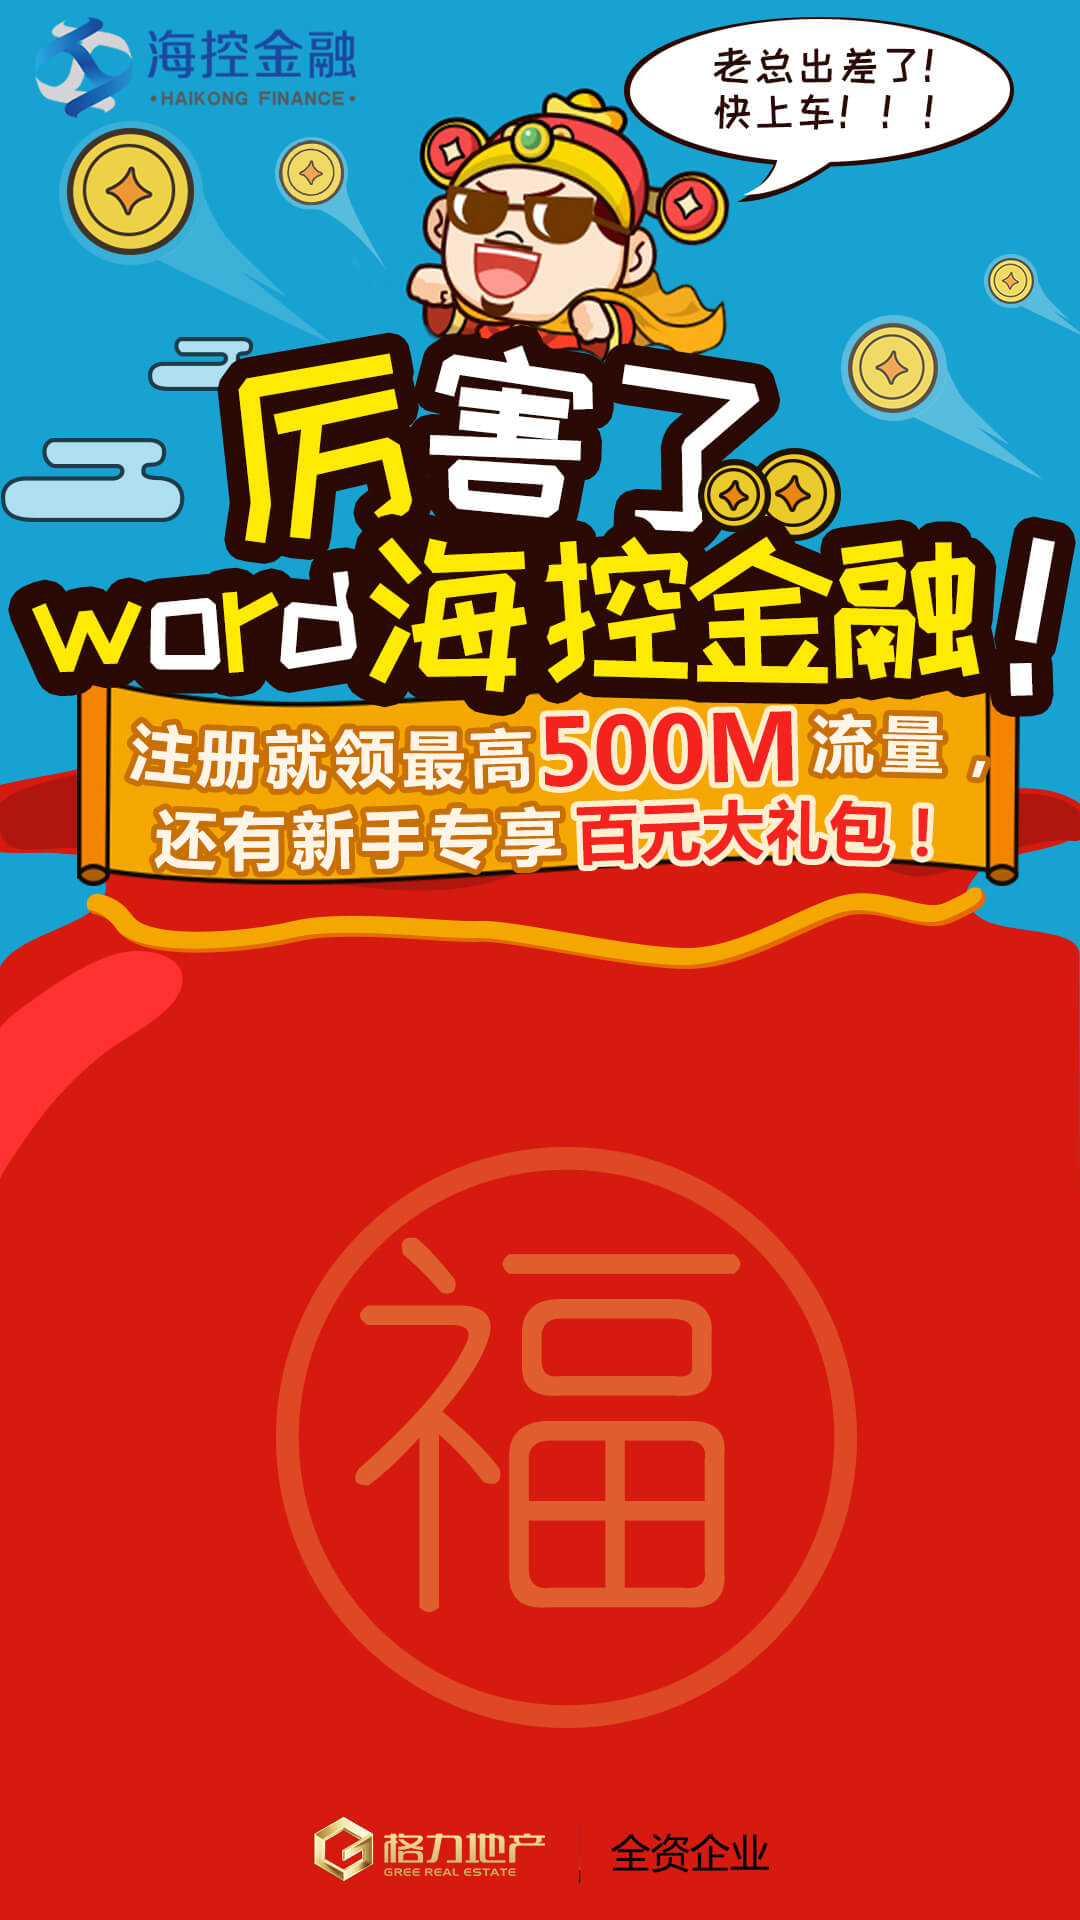 海控金融
·HAIKONG FINANCE·
老总出差了!
快上车!!!
厉害了
word海控金融!
注册就领最高500M流量,
还有新手专享百元大礼包!
福
格力地产
GREE REAL ESTATE
全资企业